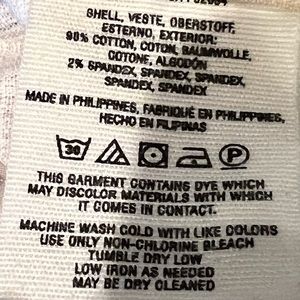 SHELL, VESTE, OBERSTOFF,
ESTERNO, EXTERIOR:
98% COTTON, COTON, BAUMWOLLE,
COTONE, ALGODÓN
2% SPANDEX, SPANDEX, SPANDEX,
SPANDEX, SPANDEX
MADE IN PHILIPPINES, FABRIQUÉ EN PHILIPPINES,
HECHO EN FILIPINAS
30 P
THIS GARMENT CONTAINS DYE WHICH
MAY DISCOLOR MATERIALS WITH WHICH
IT COMES IN CONTACT.
MACHINE WASH COLD WITH LIKE COLORS
USE ONLY NON-CHLORINE BLEACH
TUMBLE DRY LOW
LOW IRON AS NEEDED
MAY BE DRY CLEANED